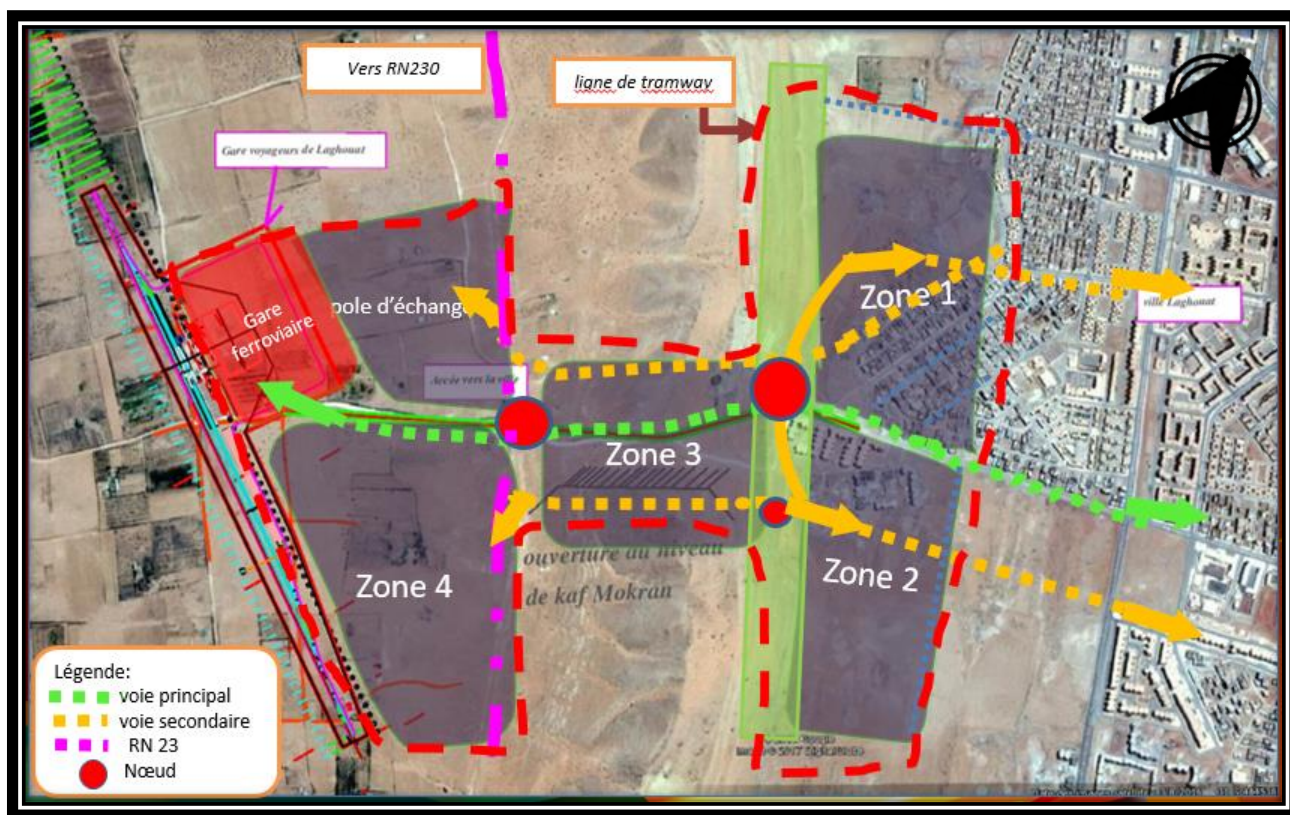 Vers RN230
ligne de tramway
Gare voyageurs de Laghouat
Zone 1
ville Laghouat
Gare
ferroviaire
pole d'échange
Accée vers la ville
Zone 3
ouverture au niveau
de kaf Mokran
Zone 4
Zone 2
Légende:
voie principal
voie secondaire
RN 23
Nœud